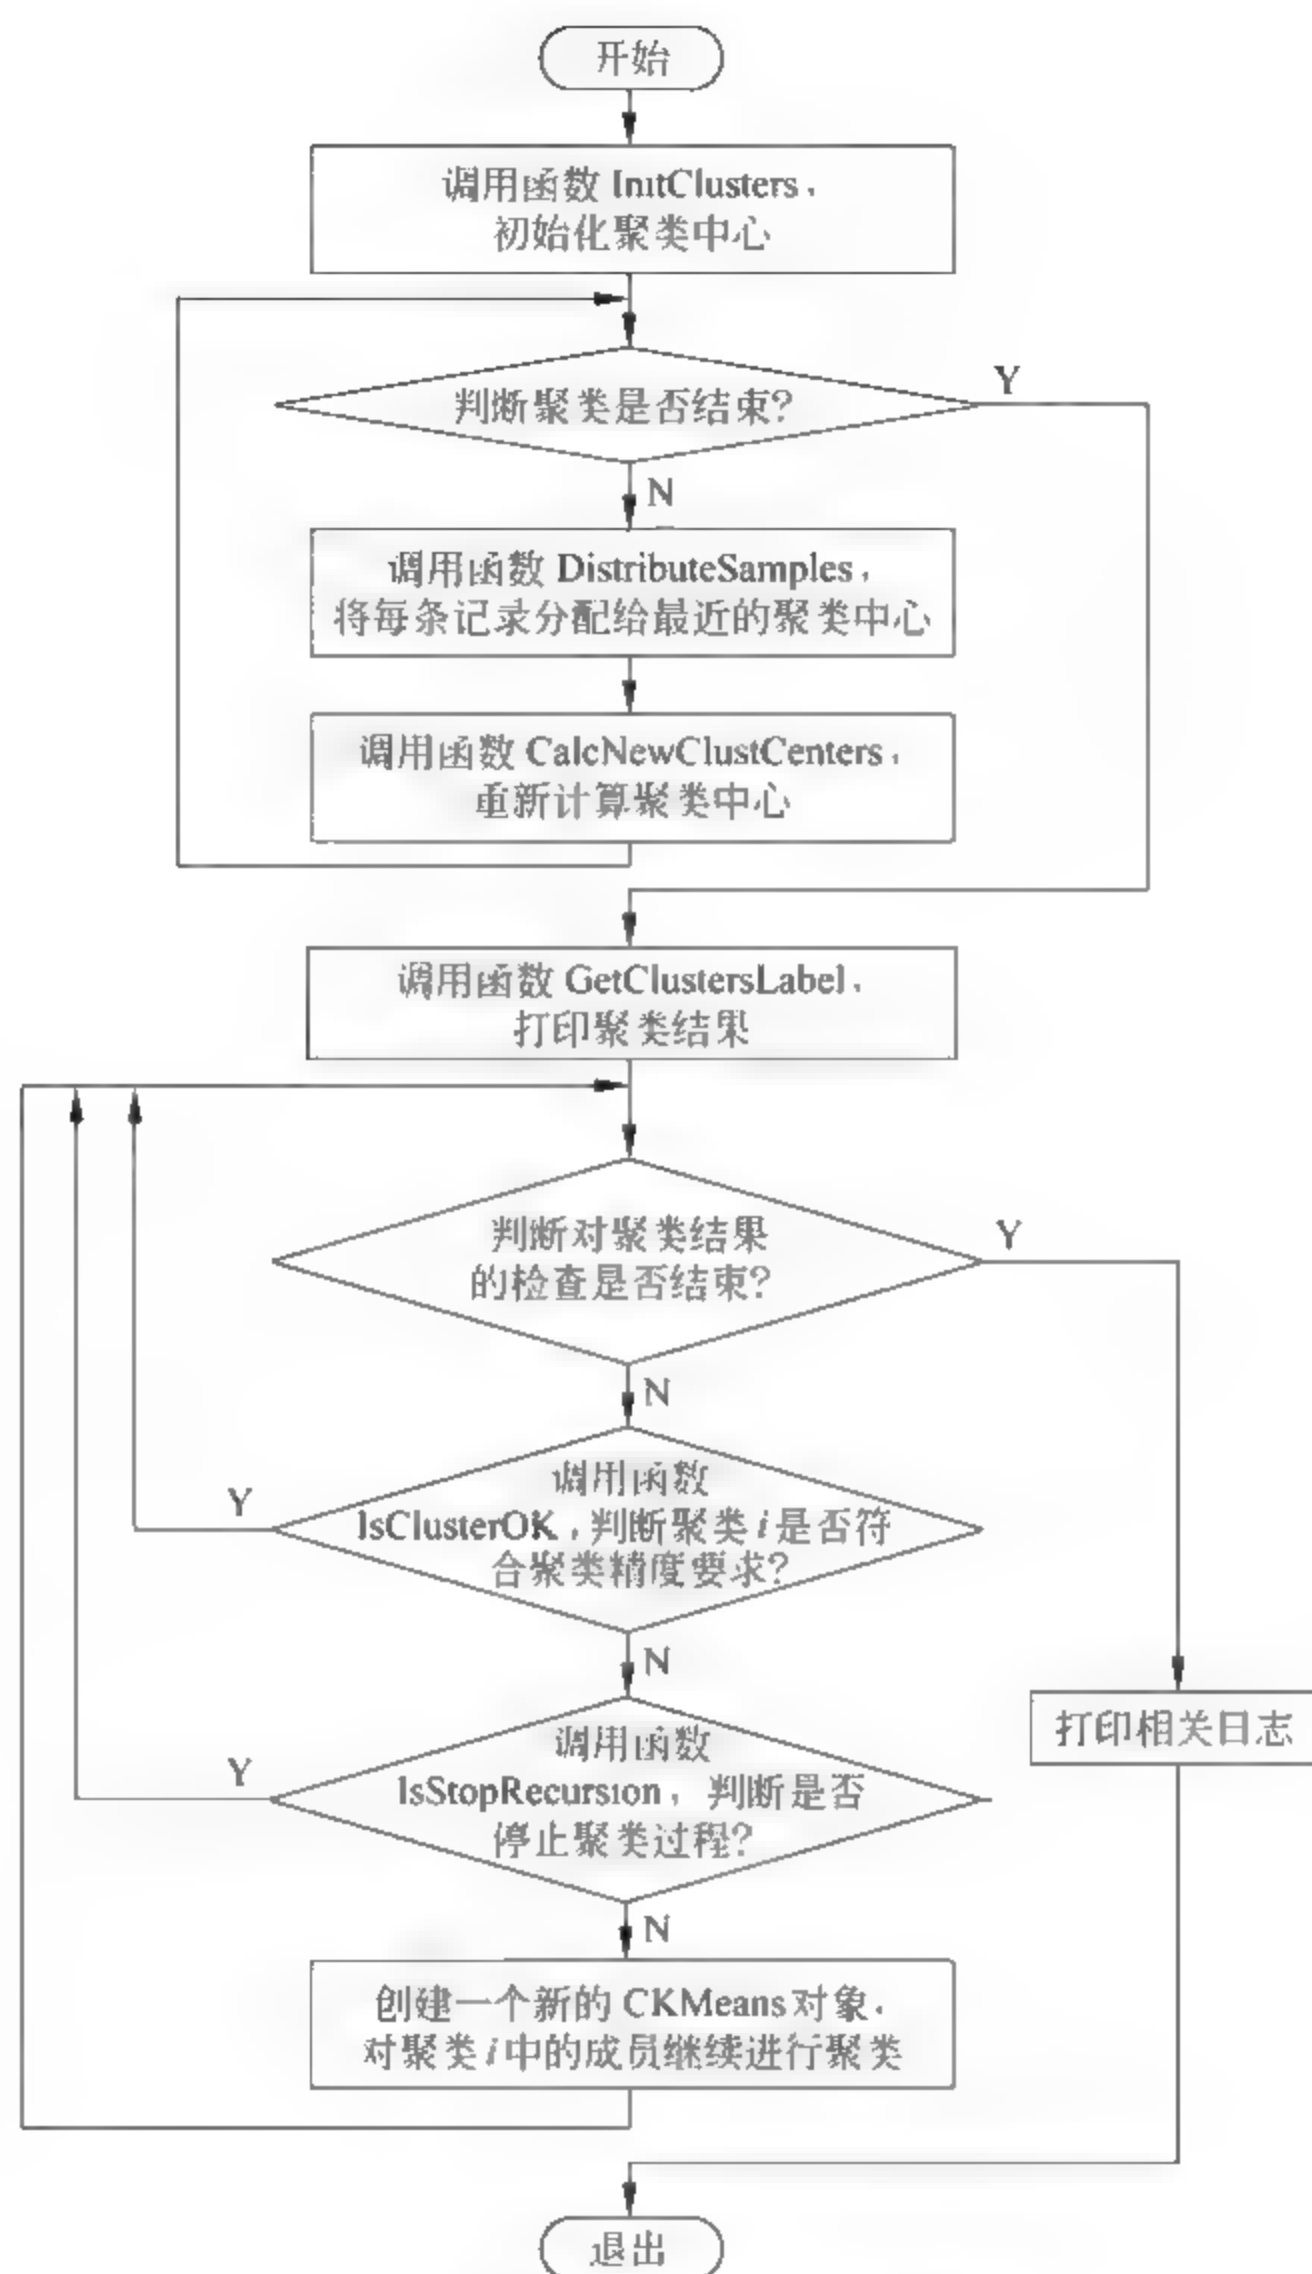 开始
调用函数 InitClusters，
初始化聚类中心
判断聚类是否结束?
Y
N
调用函数 DistributeSamples，
将每条记录分配给最近的聚类中心
调用函数 CalcNewClustCenters，
重新计算聚类中心
调用函数 GetClustersLabel，
打印聚类结果
判断对聚类结果
的检查是否结束?
Y
N
调用函数
IsClusterOK，判断聚类 i 是否符
合聚类精度要求?
Y
N
打印相关日志
调用函数
IsStopRecursion，判断是否
停止聚类过程?
Y
N
创建一个新的 CKMeans 对象，
对聚类 i 中的成员继续进行聚类
退出